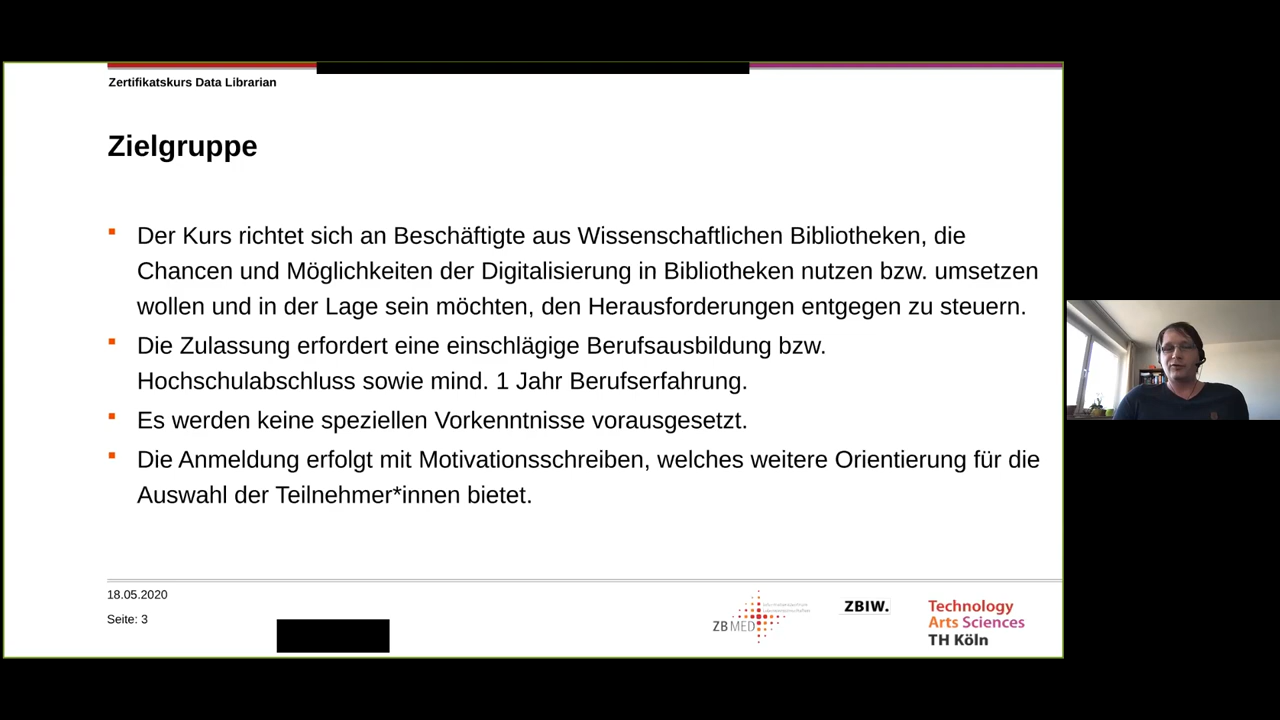 Zertifikatskurs Data Librarian
Zielgruppe
Der Kurs richtet sich an Beschäftigte aus Wissenschaftlichen Bibliotheken, die
Chancen und Möglichkeiten der Digitalisierung in Bibliotheken nutzen bzw. umsetzen
wollen und in der Lage sein möchten, den Herausforderungen entgegen zu steuern.
Die Zulassung erfordert eine einschlägige Berufsausbildung bzw.
Hochschulabschluss sowie mind. 1 Jahr Berufserfahrung.
Es werden keine speziellen Vorkenntnisse vorausgesetzt.
Die Anmeldung erfolgt mit Motivationsschreiben, welches weitere Orientierung für die
Auswahl der Teilnehmer*innen bietet.
18.05.2020
Seite: 3
ZB MED
ZBIW.
Technology
Arts Sciences
TH Köln